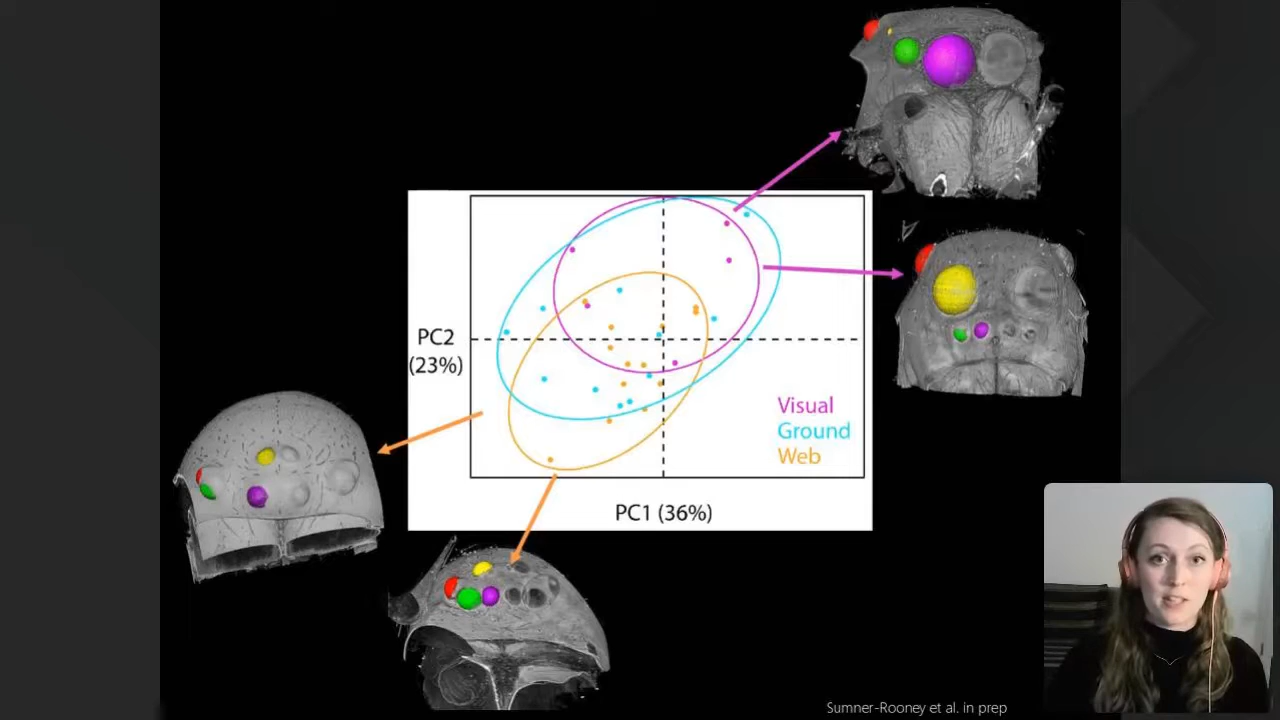 PC2
(23%)
Visual
Ground
Web
PC1 (36%)
Sumner-Rooney et al. in prep